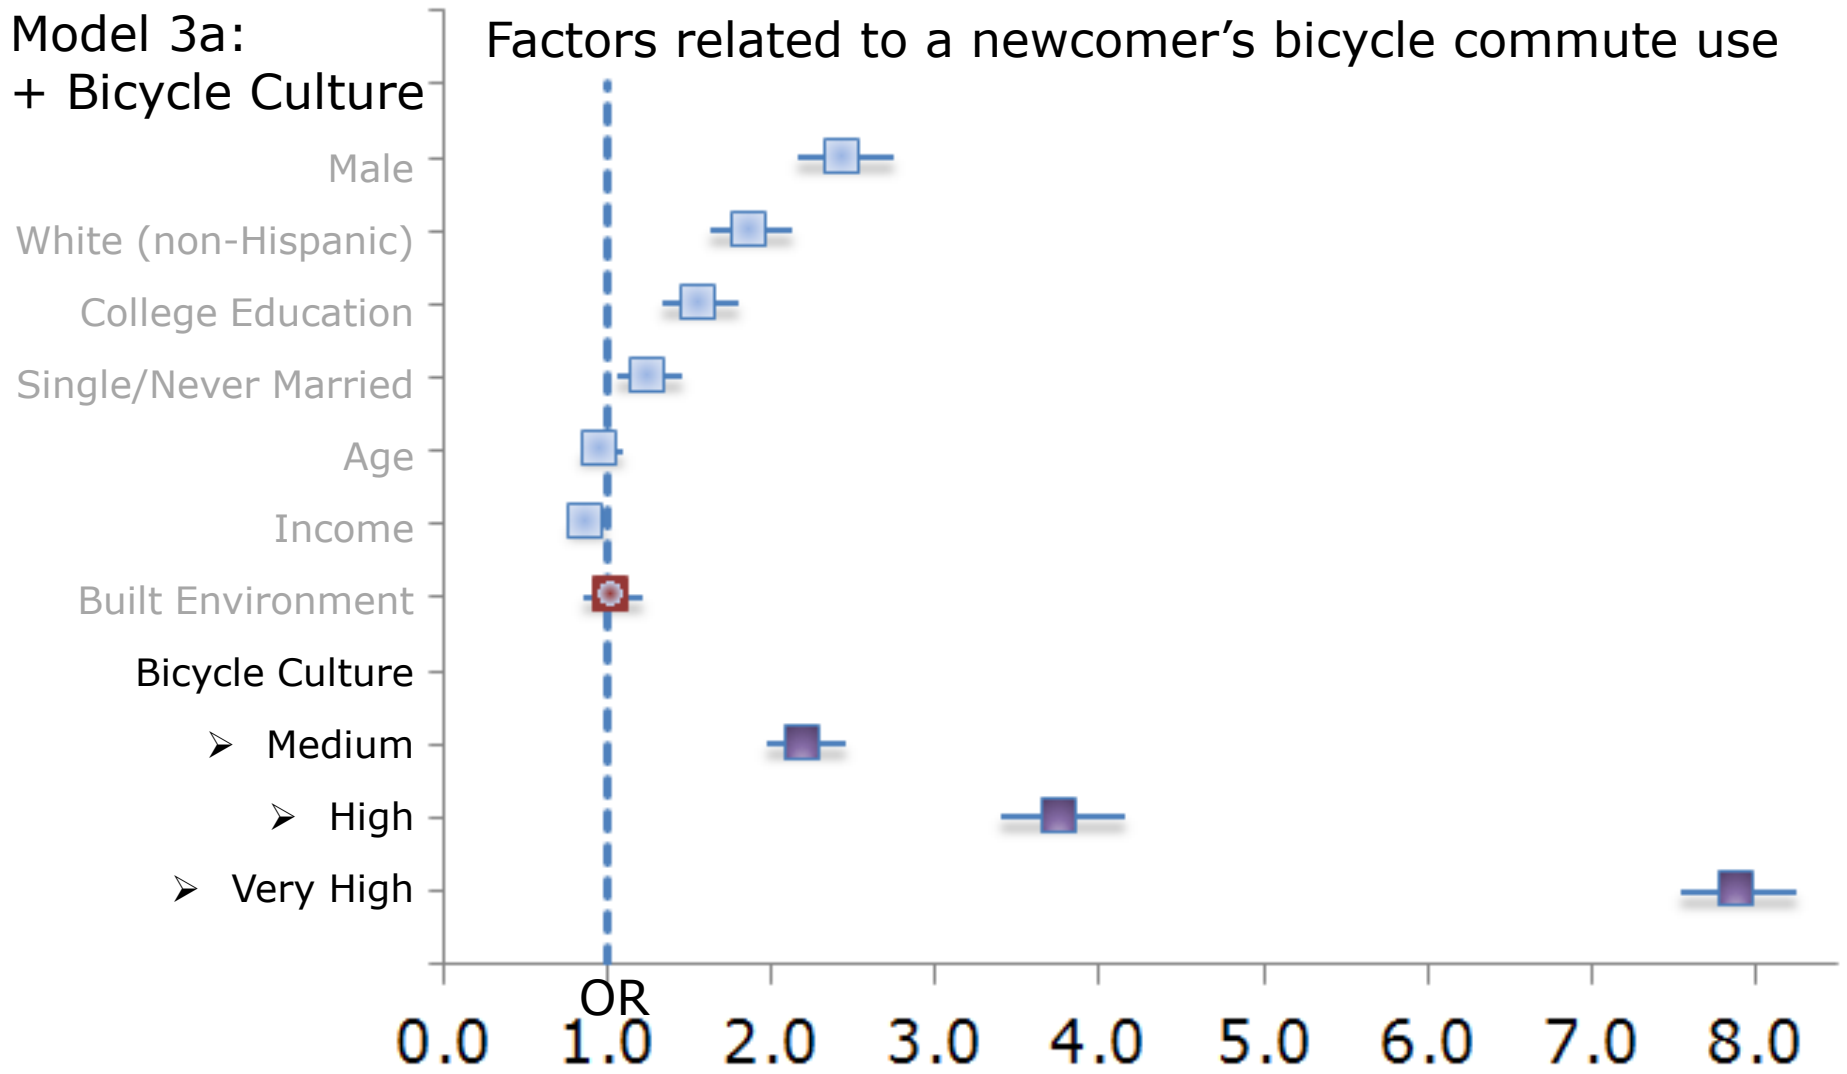 Model 3a:
+ Bicycle Culture
Factors related to a newcomer’s bicycle commute use
Male
White (non-Hispanic)
College Education
Single/Never Married
Age
Income
Built Environment
Bicycle Culture
➢ Medium
➢ High
➢ Very High
OR
0.0 1.0 2.0 3.0 4.0 5.0 6.0 7.0 8.0